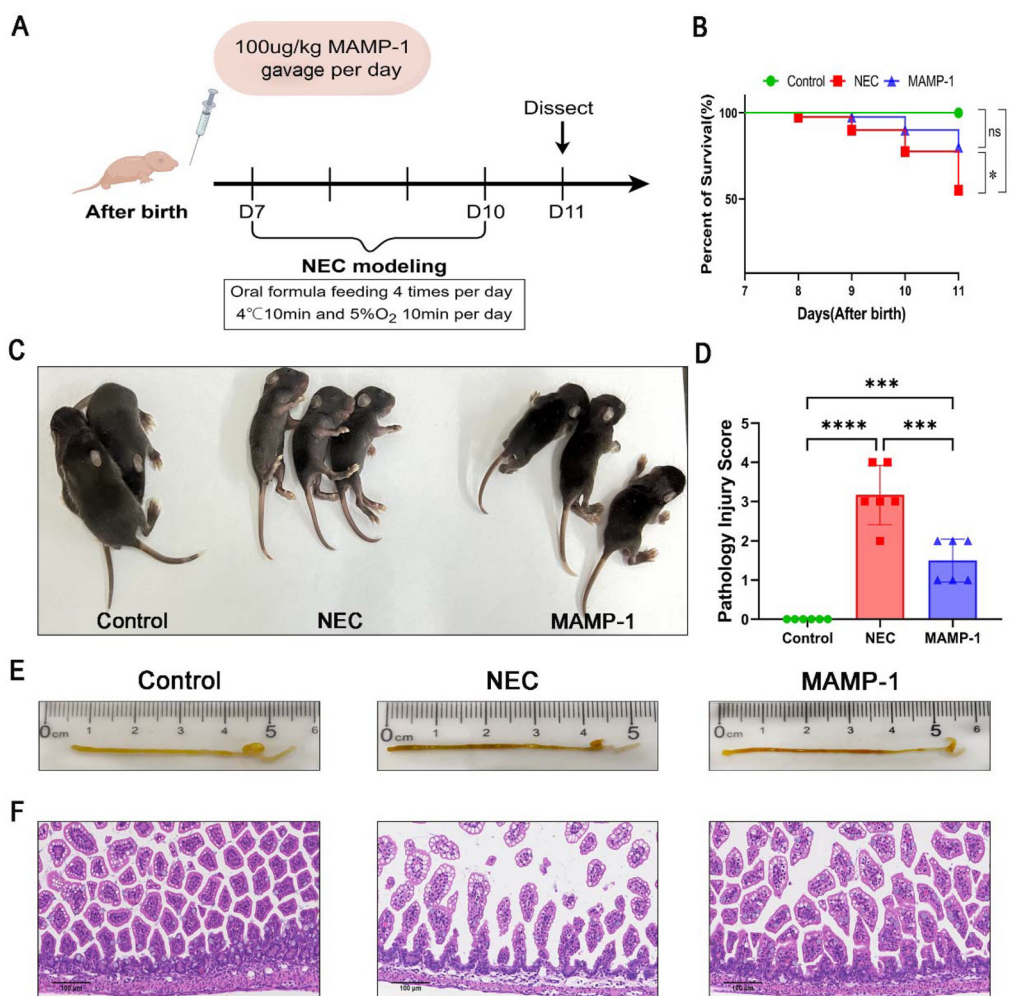 A
100ug/kg MAMP-1
gavage per day
Dissect
After birth
D7
D10
D11
NEC modeling
Oral formula feeding 4 times per day
4℃10min and 5%O₂ 10min per day
B
Control NEC MAMP-1
Percent of Survival(%)
100
50
ns
*
7 8 9 10 11
Days(After birth)
C
Control NEC MAMP-1
D
Pathology Injury Score
5
4
3
2
1
0
***
**** ***
Control NEC MAMP-1
E
Control NEC MAMP-1
0cm 1 2 3 4 5 6
0cm 1 2 3 4 5
0cm 1 2 3 4 5 6
F
100 μm
100 μm
100 μm